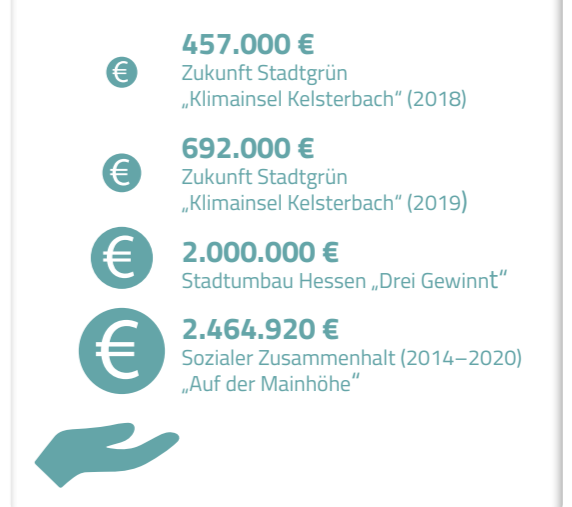 €
457.000 €
Zukunft Stadtgrün
„Klimainsel Kelsterbach“ (2018)
€
692.000 €
Zukunft Stadtgrün
„Klimainsel Kelsterbach“ (2019)
€
2.000.000 €
Stadtumbau Hessen „Drei Gewinnt“
€
2.464.920 €
Sozialer Zusammenhalt (2014–2020)
„Auf der Mainhöhe“